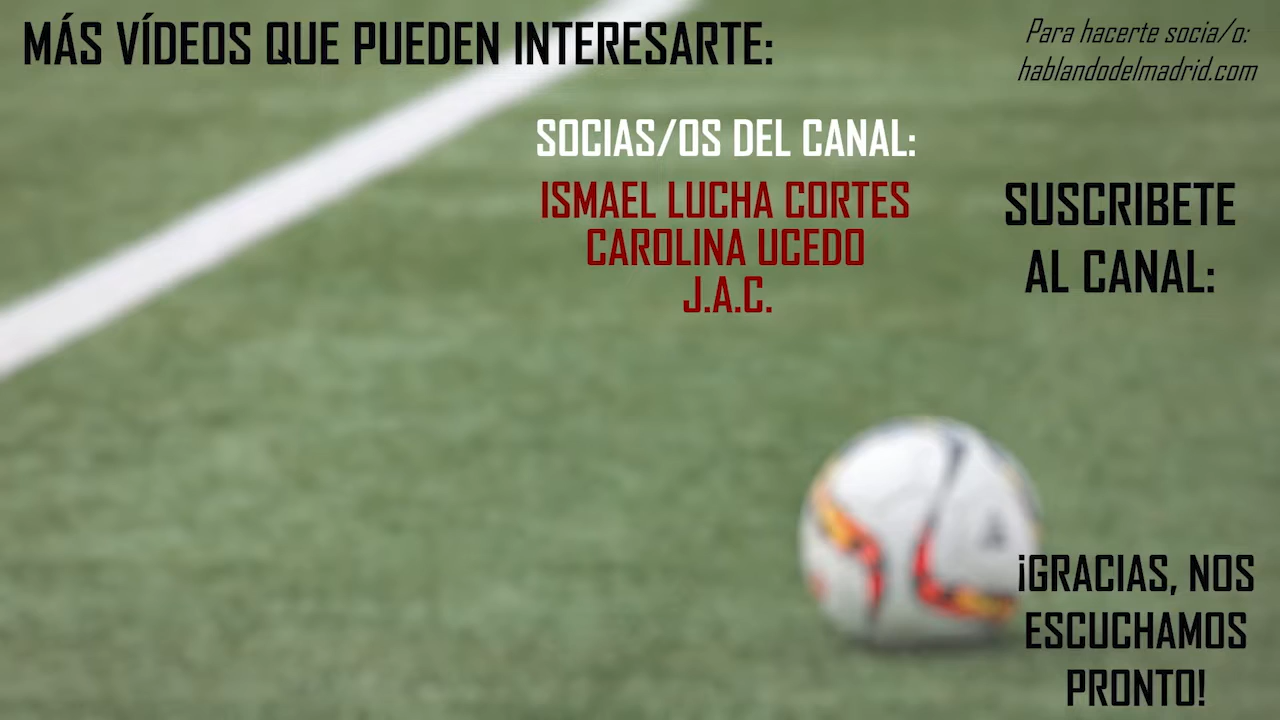 MÁS VÍDEOS QUE PUEDEN INTERESARTE:
Para hacerte socia/o:
hablandodelmadrid.com
SOCIAS/OS DEL CANAL:
ISMAEL LUCHA CORTES
CAROLINA UCEDO
J.A.C.
SUSCRIBETE
AL CANAL:
¡GRACIAS, NOS
ESCUCHAMOS
PRONTO!